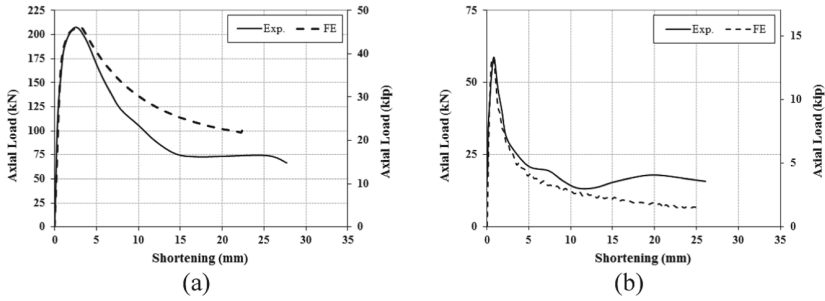 225
200
175
150
125
100
75
50
25
0
Axial Load (kN)
Exp. FE
50
40
30
20
10
0
Axial Load (kip)
0 5 10 15 20 25 30 35
Shortening (mm)
(a)
75
50
25
0
Axial Load (kN)
Exp. FE
15
10
5
0
Axial Load (kip)
0 5 10 15 20 25 30 35
Shortening (mm)
(b)